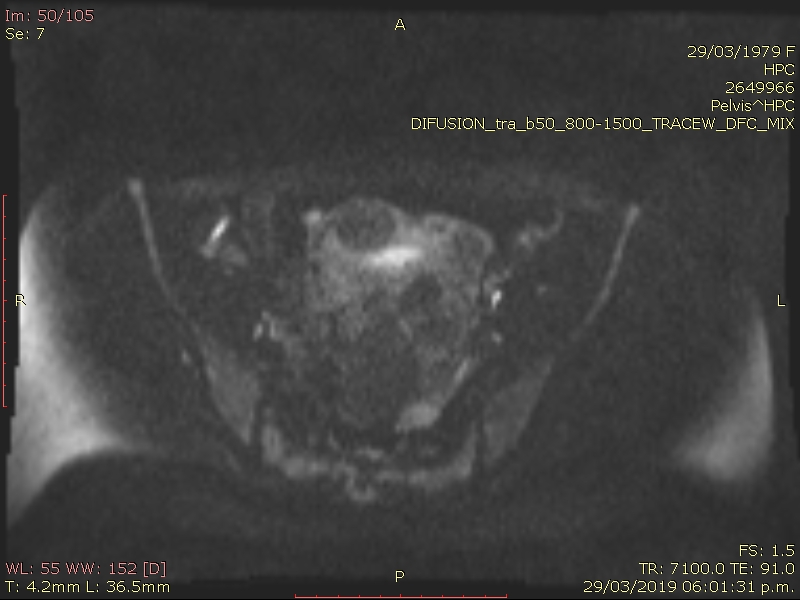 Im: 50/105
Se: 7
A
29/03/1979 F
HPC
2649966
Pelvis^HPC
DIFUSION_tra_b50_800-1500_TRACEW_DFC_MIX
R
L
WL: 55 WW: 152 [D]
T: 4.2mm L: 36.5mm
P
FS: 1.5
TR: 7100.0 TE: 91.0
29/03/2019 06:01:31 p.m.